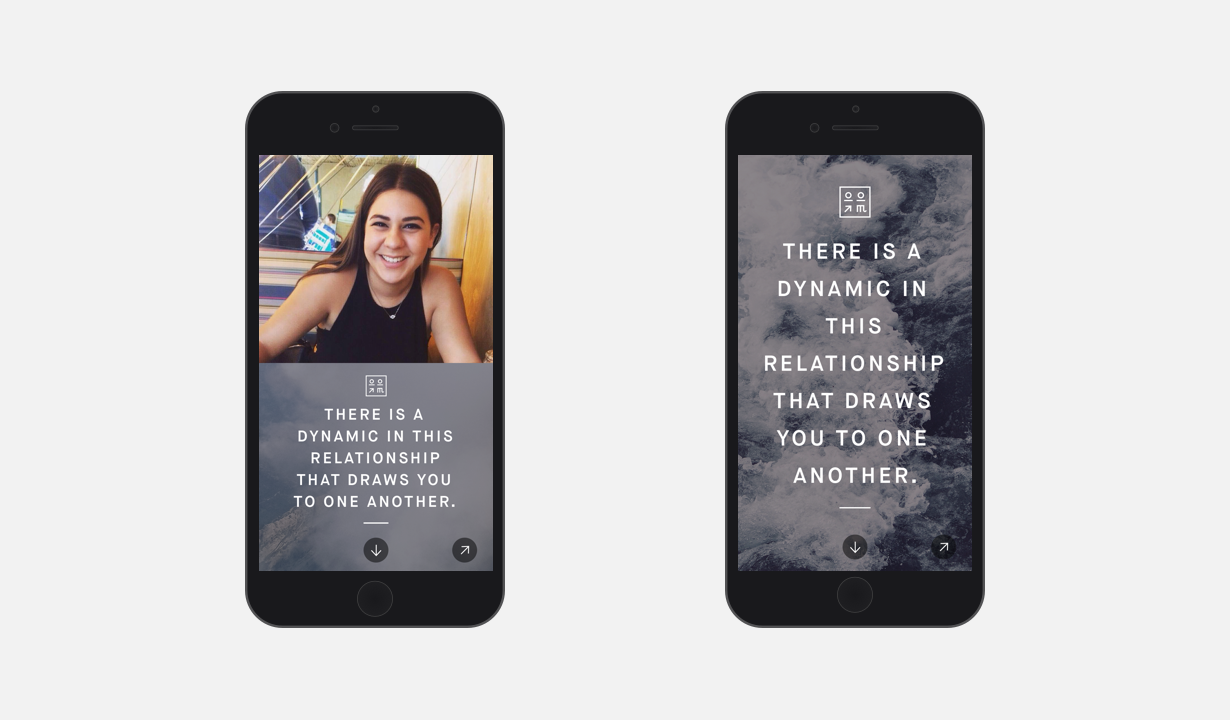 THERE IS A
DYNAMIC IN THIS
RELATIONSHIP
THAT DRAWS YOU
TO ONE ANOTHER.
THERE IS A
DYNAMIC IN
THIS
RELATIONSHIP
THAT DRAWS
YOU TO ONE
ANOTHER.